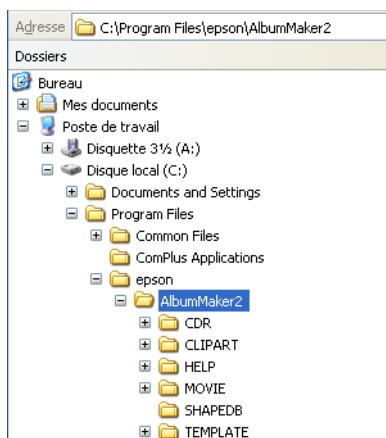 Adresse C:\Program Files\epson\AlbumMaker2
Dossiers
Bureau
Mes documents
Poste de travail
Disquette 3½ (A:)
Disque local (C:)
Documents and Settings
Program Files
Common Files
ComPlus Applications
epson
AlbumMaker2
CDR
CLIPART
HELP
MOVIE
SHAPEDB
TEMPLATE